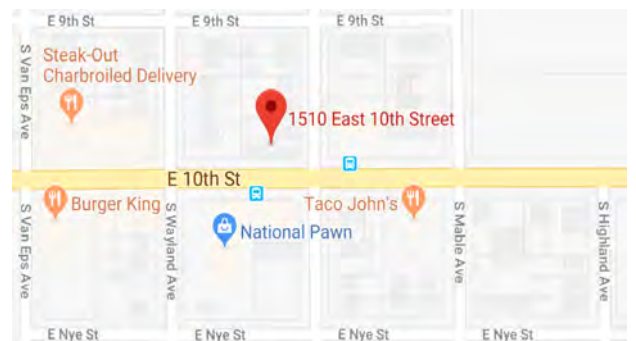 E 9th St
E 9th St
E 9th St
S Van Eps Ave
Steak-Out
Charbroiled Delivery
1510 East 10th Street
E 10th St
Burger King
Taco John's
National Pawn
S Van Eps Ave
S Wayland Ave
S Mable Ave
S Highland Ave
E Nye St
E Nye St
E Nye St
E Nye St